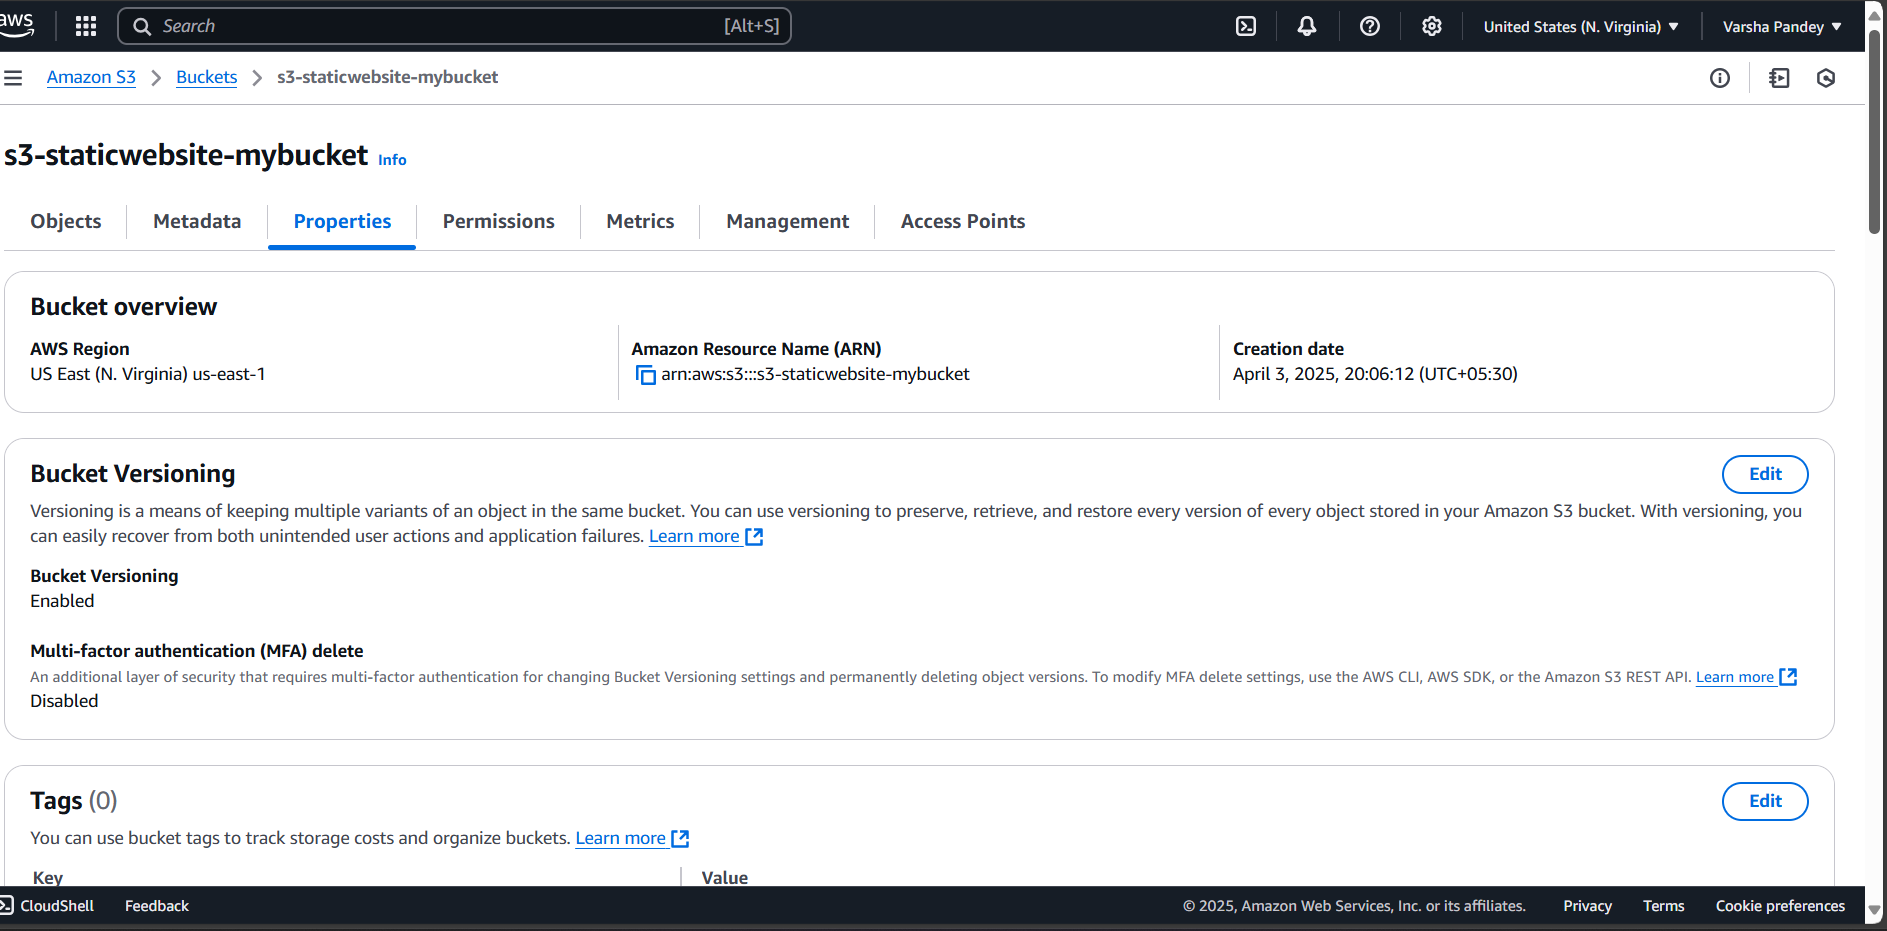 aws
Search [Alt+S] United States (N. Virginia) Varsha Pandey
Amazon S3 Buckets s3-staticwebsite-mybucket
s3-staticwebsite-mybucket Info
Objects Metadata Properties Permissions Metrics Management Access Points
Bucket overview
AWS Region Amazon Resource Name (ARN) Creation date
US East (N. Virginia) us-east-1 arn:aws:s3:::s3-staticwebsite-mybucket April 3, 2025, 20:06:12 (UTC+05:30)
Bucket Versioning Edit
Versioning is a means of keeping multiple variants of an object in the same bucket. You can use versioning to preserve, retrieve, and restore every version of every object stored in your Amazon S3 bucket. With versioning, you
can easily recover from both unintended user actions and application failures. Learn more
Bucket Versioning
Enabled
Multi-factor authentication (MFA) delete
An additional layer of security that requires multi-factor authentication for changing Bucket Versioning settings and permanently deleting object versions. To modify MFA delete settings, use the AWS CLI, AWS SDK, or the Amazon S3 REST API. Learn more
Disabled
Tags (0) Edit
You can use bucket tags to track storage costs and organize buckets. Learn more
Key Value
CloudShell Feedback © 2025, Amazon Web Services, Inc. or its affiliates. Privacy Terms Cookie preferences